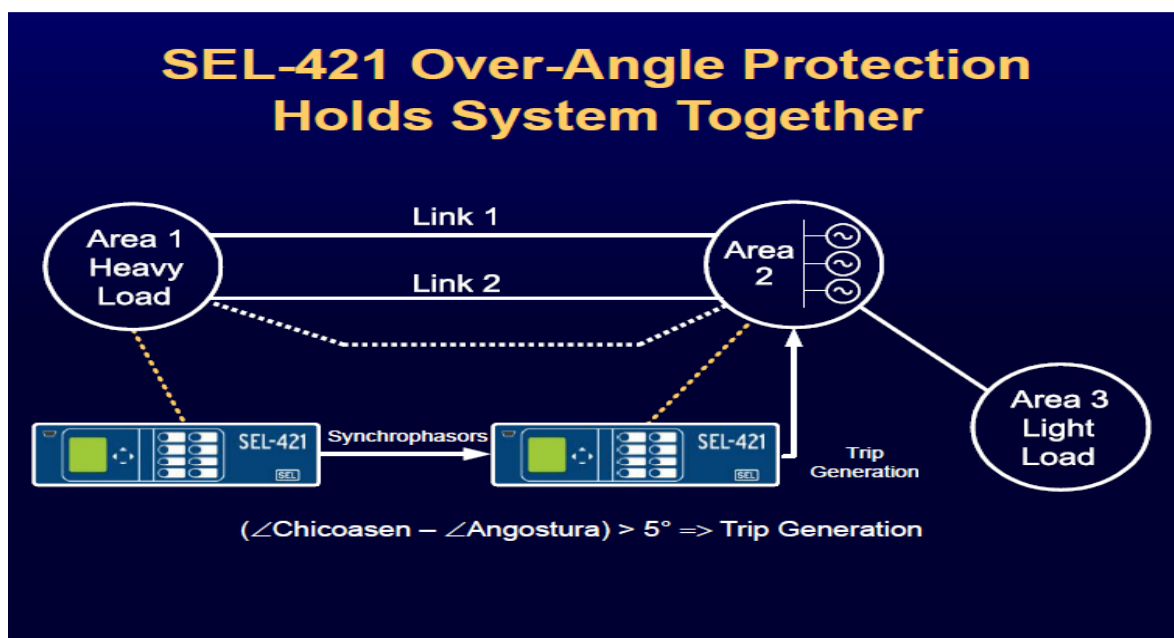 SEL-421 Over-Angle Protection
Holds System Together
Link 1
Area 1
Heavy
Load
Area
2
Link 2
Area 3
Light
Load
SEL-421
SEL
Synchrophasors
SEL-421
SEL
Trip
Generation
(∠Chicoasen – ∠Angostura) > 5° => Trip Generation